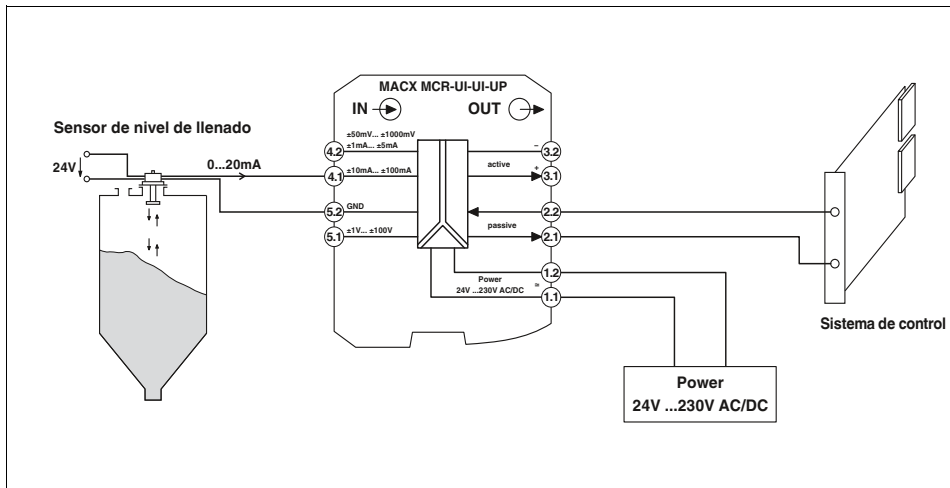 MACX MCR-UI-UI-UP
IN
OUT
Sensor de nivel de llenado
24V
0...20mA
±50mV... ±1000mV
±1mA... ±5mA
4.2
4.1
±10mA... ±100mA
5.2
GND
5.1
±1V... ±100V
–
3.2
active
+
3.1
2.2
passive
2.1
1.2
Power
24V ...230V AC/DC
≂
1.1
Sistema de control
Power
24V ...230V AC/DC